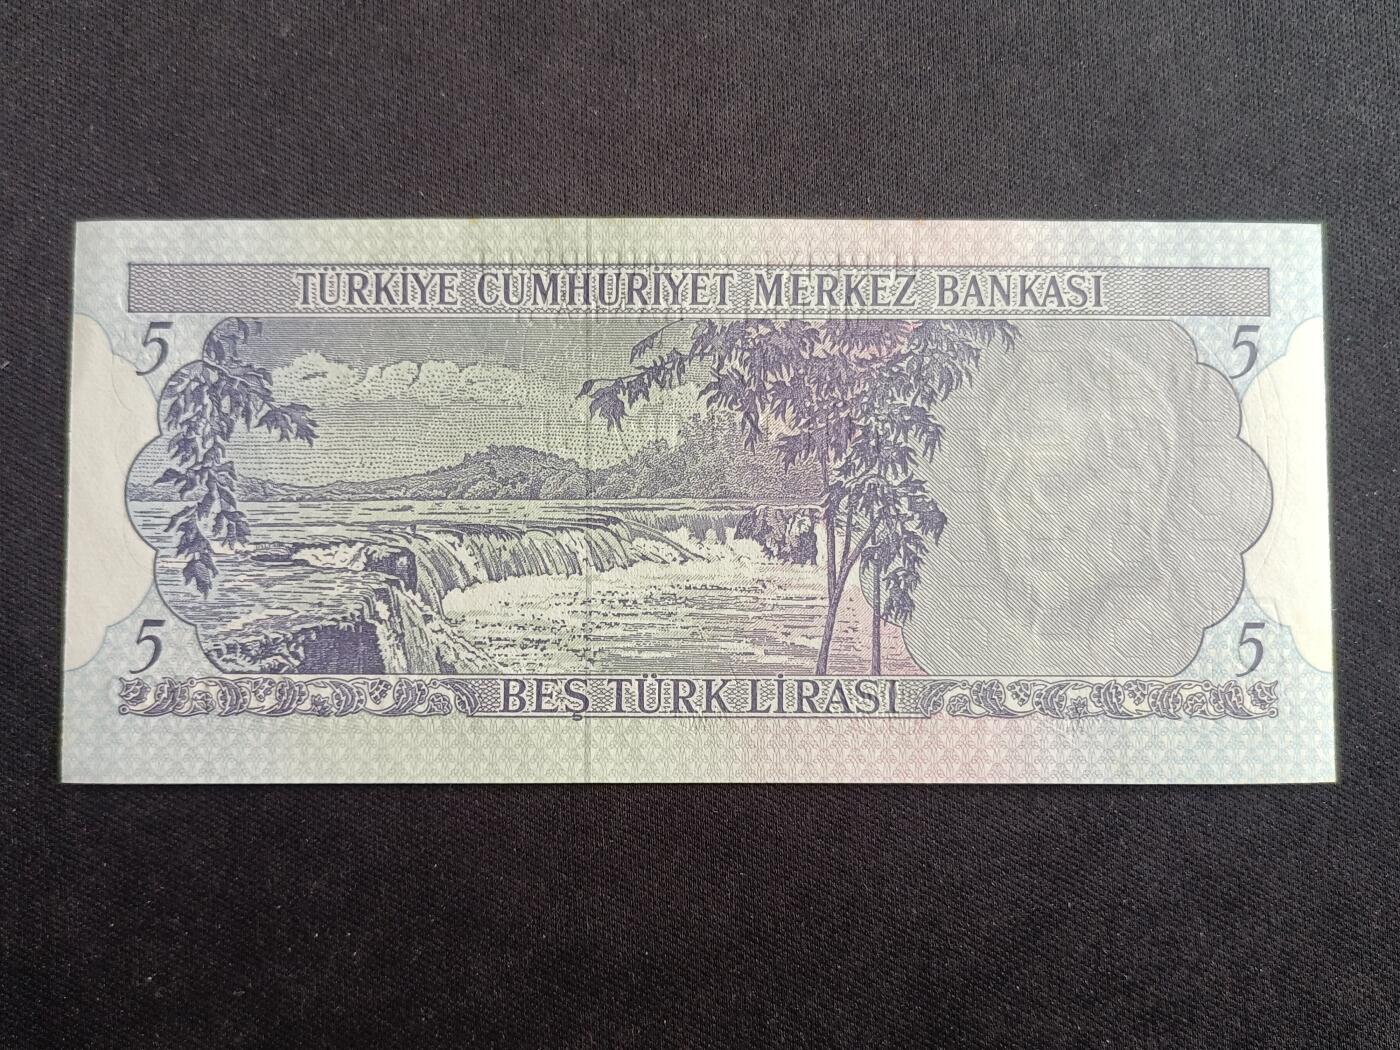 TÜRKİYE CUMHURİYET MERKEZ BANKASI
5 5
5 5
BEŞ TÜRK LİRASI